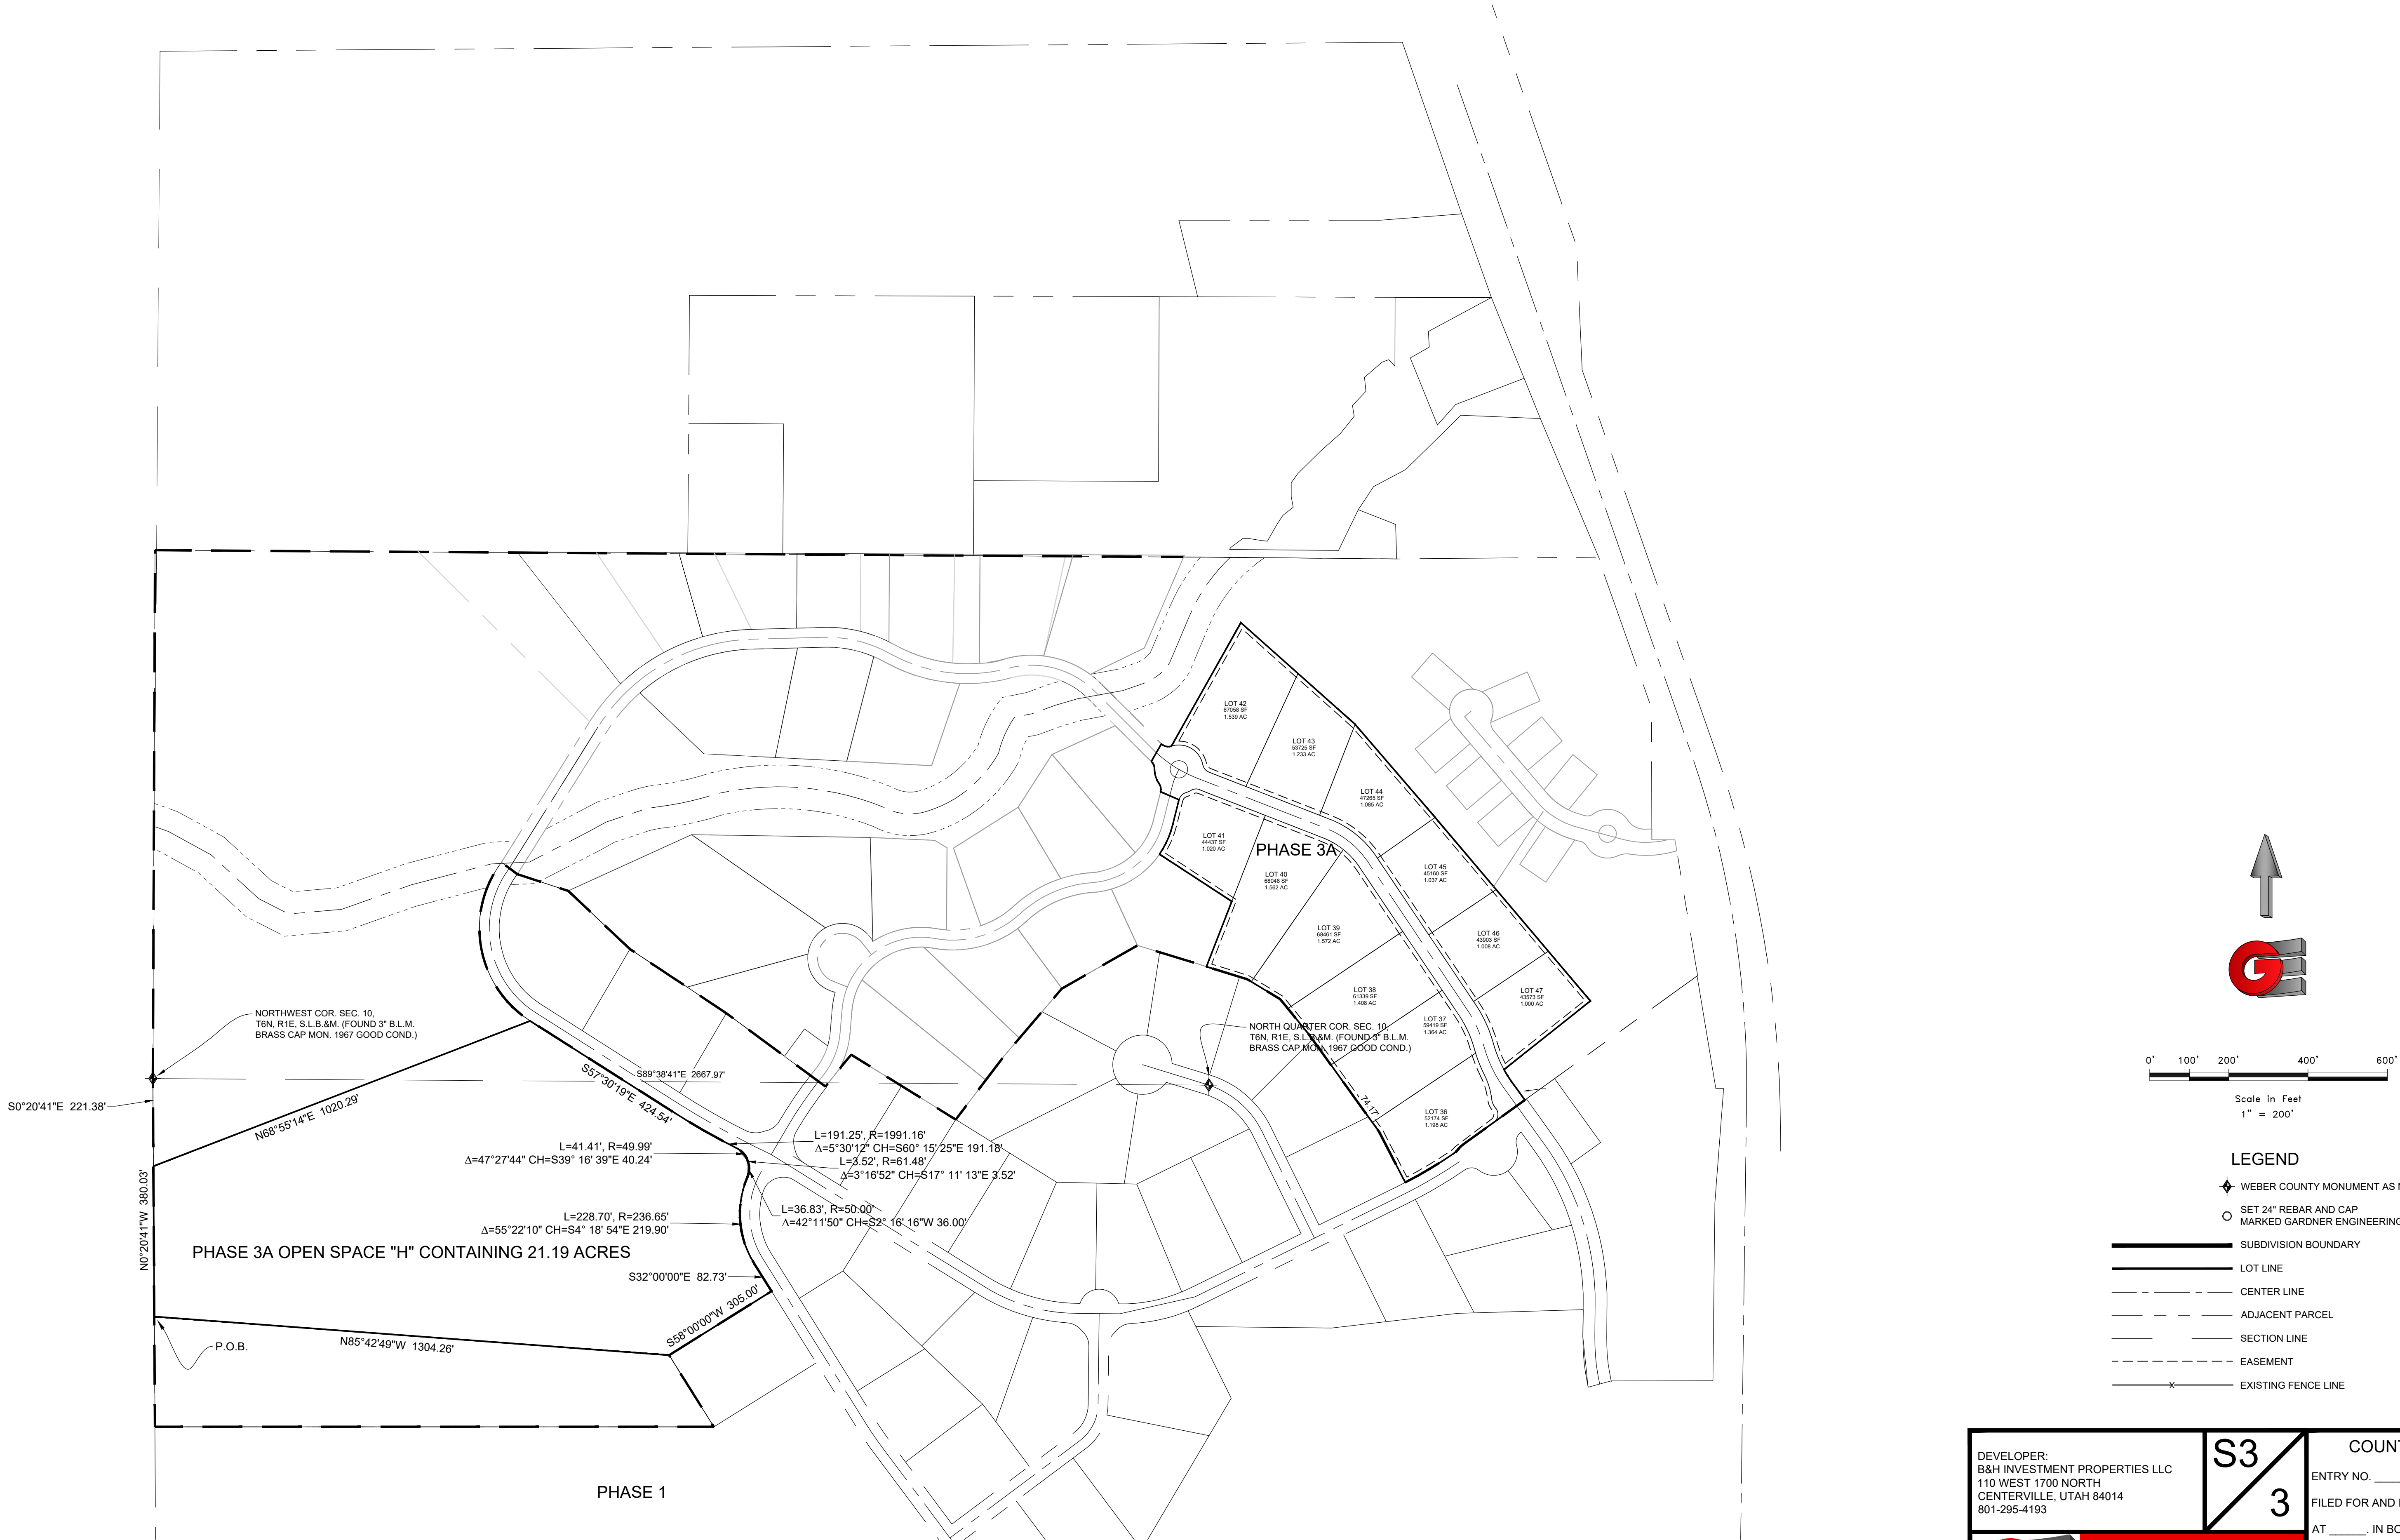 LOT 42
67058 SF
1.539 AC
LOT 43
53725 SF
1.233 AC
LOT 44
47265 SF
1.085 AC
LOT 41
44437 SF
1.020 AC
PHASE 3A
LOT 40
68048 SF
1.562 AC
LOT 45
45160 SF
1.037 AC
LOT 39
68461 SF
1.572 AC
LOT 46
43903 SF
1.008 AC
LOT 38
61339 SF
1.408 AC
LOT 47
43573 SF
1.000 AC
LOT 37
59419 SF
1.364 AC
LOT 36
52174 SF
1.198 AC
74.17
NORTHWEST COR. SEC. 10,
T6N, R1E, S.L.B.&M. (FOUND 3" B.L.M.
BRASS CAP MON. 1967 GOOD COND.)
NORTH QUARTER COR. SEC. 10,
T6N, R1E, S.L.B.&M. (FOUND 3" B.L.M.
BRASS CAP MON. 1967 GOOD COND.)
S89°38'41"E 2667.97'
S0°20'41"E 221.38'
N68°55'14"E 1020.29'
S57°30'19"E 424.54'
L=191.25', R=1991.16'
Δ=5°30'12" CH=S60° 15' 25"E 191.18'
L=41.41', R=49.99'
Δ=47°27'44" CH=S39° 16' 39"E 40.24'
L=3.52', R=61.48'
Δ=3°16'52" CH=S17° 11' 13"E 3.52'
L=36.83', R=50.00'
Δ=42°11'50" CH=S2° 16' 16"W 36.00'
L=228.70', R=236.65'
Δ=55°22'10" CH=S4° 18' 54"E 219.90'
N0°20'41"W 380.03'
PHASE 3A OPEN SPACE "H" CONTAINING 21.19 ACRES
S32°00'00"E 82.73'
S58°00'00"W 305.00'
N85°42'49"W 1304.26'
P.O.B.
PHASE 1
GE
0' 100' 200' 400' 600'
Scale in Feet
1" = 200'
LEGEND
WEBER COUNTY MONUMENT AS
SET 24" REBAR AND CAP
MARKED GARDNER ENGINEERING
SUBDIVISION BOUNDARY
LOT LINE
CENTER LINE
ADJACENT PARCEL
SECTION LINE
EASEMENT
x EXISTING FENCE LINE
DEVELOPER:
B&H INVESTMENT PROPERTIES LLC
110 WEST 1700 NORTH
CENTERVILLE, UTAH 84014
801-295-4193
S3
3
COUN
ENTRY NO. ____
FILED FOR AND
AT ______. IN BO